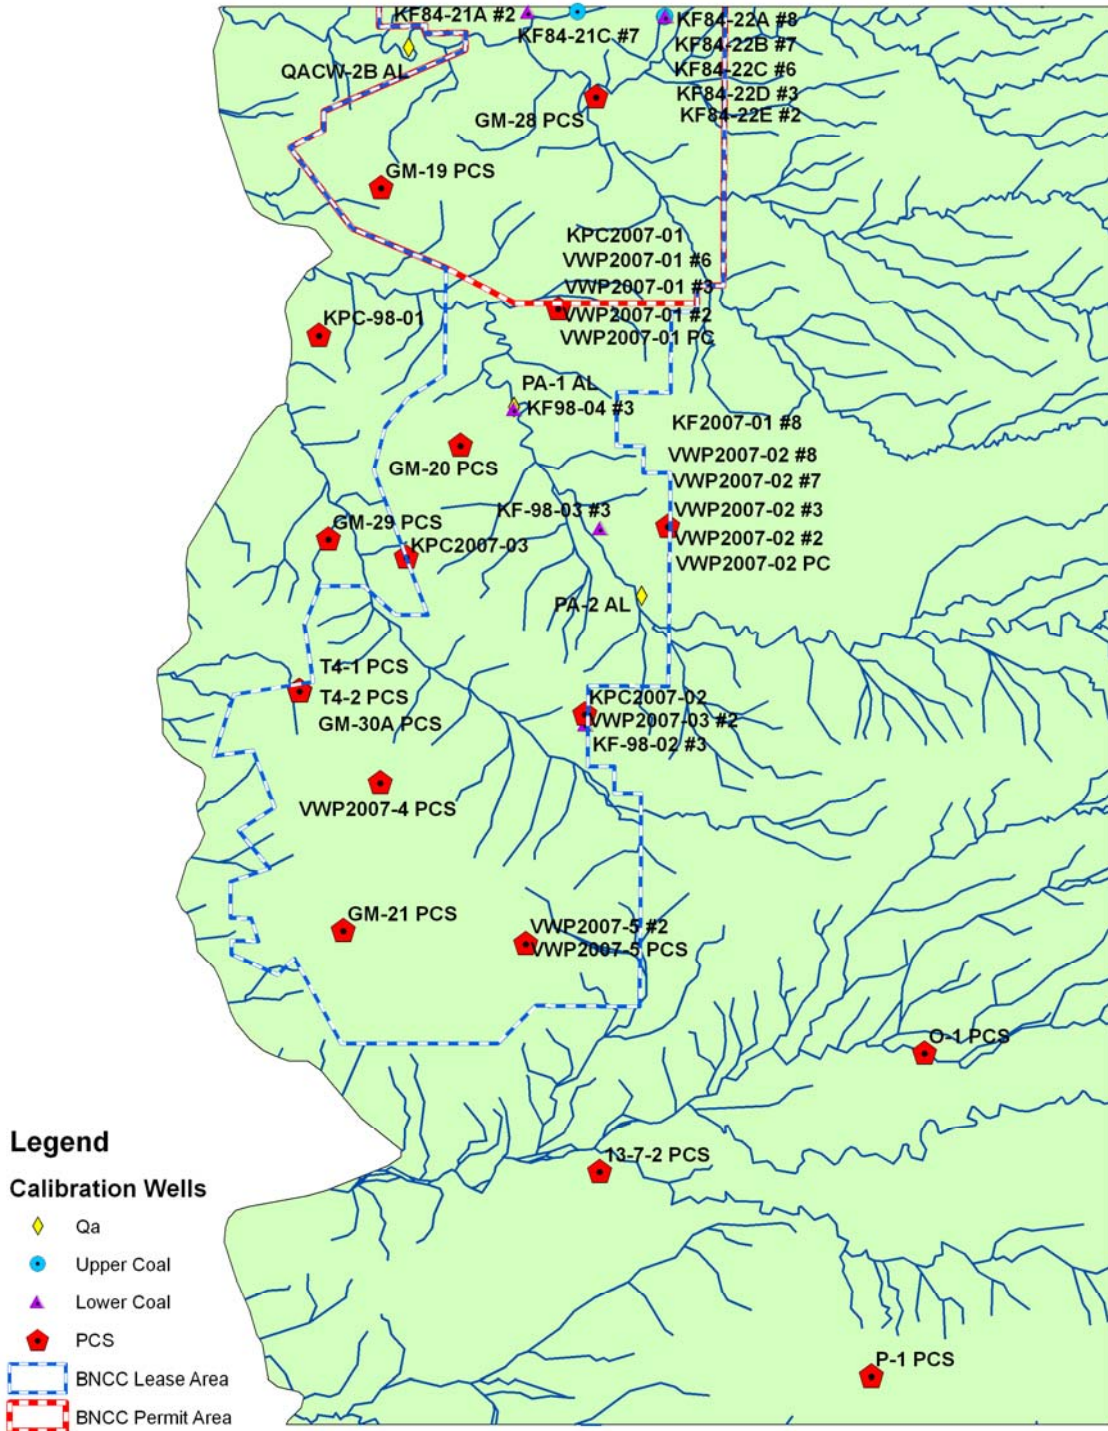 KF84-21A #2
KF84-22A #8
KF84-21C #7
KF84-22B #7
QACW-2B AL
KF84-22C #6
KF84-22D #3
GM-28 PCS
KF84-22E #2
GM-19 PCS
KPC2007-01
VWP2007-01 #6
VWP2007-01 #3
VWP2007-01 #2
VWP2007-01 PC
KPC-98-01
PA-1 AL
KF98-04 #3
KF2007-01 #8
VWP2007-02 #8
GM-20 PCS
VWP2007-02 #7
KF-98-03 #3
VWP2007-02 #3
GM-29 PCS
VWP2007-02 #2
KPC2007-03
VWP2007-02 PC
PA-2 AL
T4-1 PCS
T4-2 PCS
KPC2007-02
GM-30A PCS
VWP2007-03 #2
KF-98-02 #3
VWP2007-4 PCS
GM-21 PCS
VWP2007-5 #2
VWP2007-5 PCS
O-1 PCS
13-7-2 PCS
P-1 PCS
Legend
Calibration Wells
Qa
Upper Coal
Lower Coal
PCS
BNCC Lease Area
BNCC Permit Area